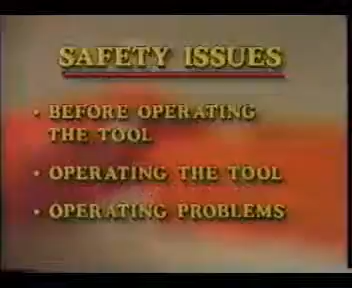 SAFETY ISSUES
• BEFORE OPERATING
THE TOOL
• OPERATING THE TOOL
• OPERATING PROBLEMS